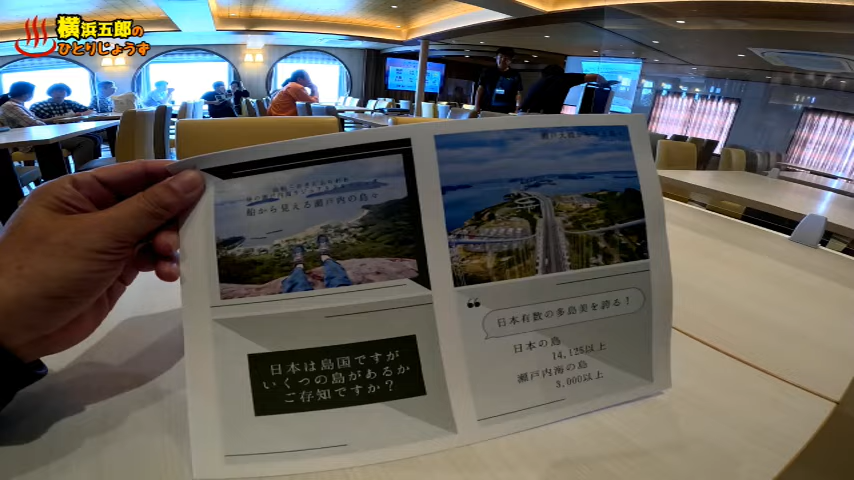 横浜五郎の
ひとりじょうず
船から見える瀬戸内の島々
日本は島国ですが
いくつの島があるか
ご存知ですか？
日本有数の多島美を誇る！
日本の島
14,125以上
瀬戸内海の島
3,000以上